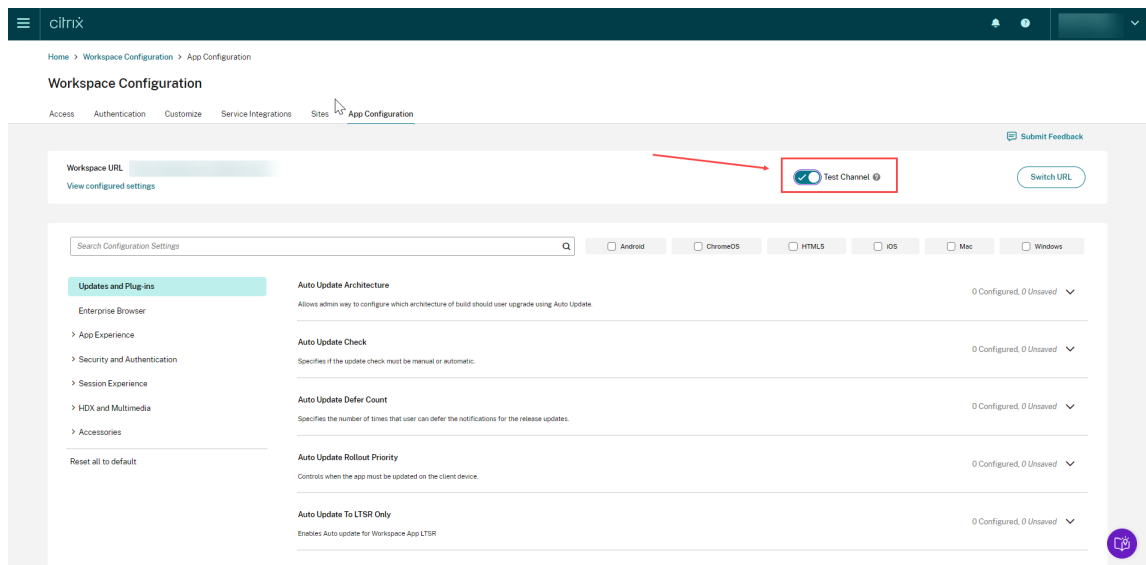 citrix
Home > Workspace Configuration > App Configuration
Workspace Configuration
Access Authentication Customize Service Integrations Sites App Configuration
Submit Feedback
Workspace URL
View configured settings
Test Channel
Switch URL
Search Configuration Settings
Android ChromeOS HTML5 iOS Mac Windows
Updates and Plug-ins
Enterprise Browser
> App Experience
> Security and Authentication
> Session Experience
> HDX and Multimedia
> Accessories
Reset all to default
Auto Update Architecture
Allows admin way to configure which architecture of build should user upgrade using Auto Update.
0 Configured, 0 Unsaved
Auto Update Check
Specifies if the update check must be manual or automatic.
0 Configured, 0 Unsaved
Auto Update Defer Count
Specifies the number of times that user can defer the notifications for the release updates.
0 Configured, 0 Unsaved
Auto Update Rollout Priority
Controls when the app must be updated on the client device.
0 Configured, 0 Unsaved
Auto Update To LTSR Only
Enables Auto update for Workspace App LTSR
0 Configured, 0 Unsaved